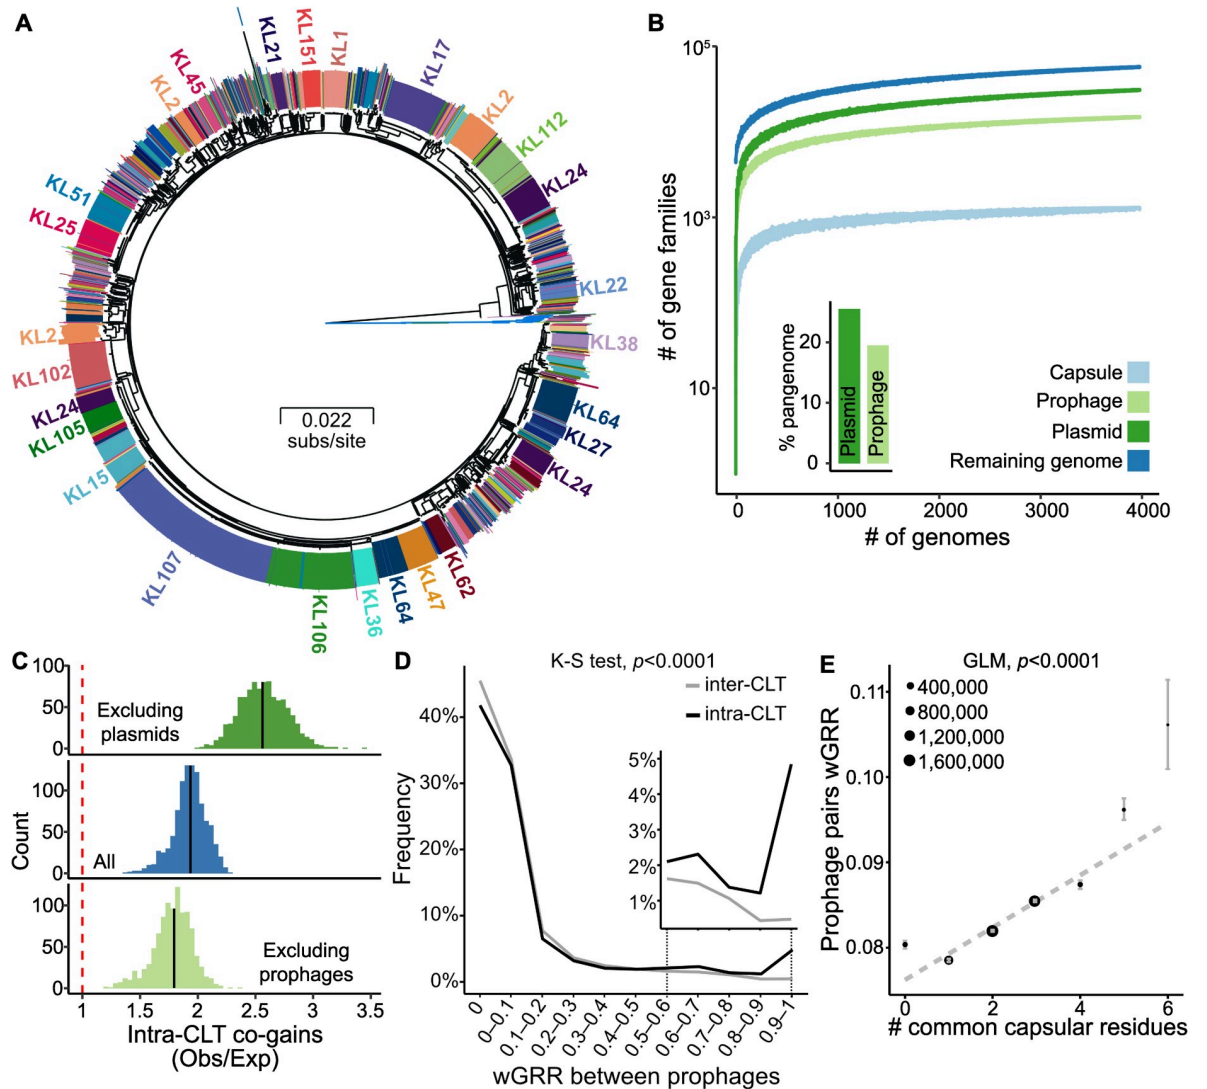 A
KL21
KL151
KL1
KL17
KL2
KL112
KL24
KL22
KL38
KL64
KL27
KL24
KL62
KL47
KL64
KL36
KL106
KL107
KL15
KL105
KL24
KL102
KL2
KL25
KL51
KL2
KL45
0.022
subs/site
B
# of gene families
10⁵
10³
10
% pangenome
20
10
0
Plasmid
Prophage
Capsule
Prophage
Plasmid
Remaining genome
0 1000 2000 3000 4000
# of genomes
C
Count
100
50
0
Excluding
plasmids
100
50
0
All
100
50
0
Excluding
prophages
1 1.5 2 2.5 3 3.5
Intra-CLT co-gains
(Obs/Exp)
D
K-S test, p<0.0001
inter-CLT
intra-CLT
Frequency
40%
30%
20%
10%
0%
5%
4%
3%
2%
1%
0
0–0.1
0.1–0.2
0.2–0.3
0.3–0.4
0.4–0.5
0.5–0.6
0.6–0.7
0.7–0.8
0.8–0.9
0.9–1
wGRR between prophages
E
GLM, p<0.0001
400,000
800,000
1,200,000
1,600,000
Prophage pairs wGRR
0.11
0.10
0.09
0.08
0 2 4 6
# common capsular residues